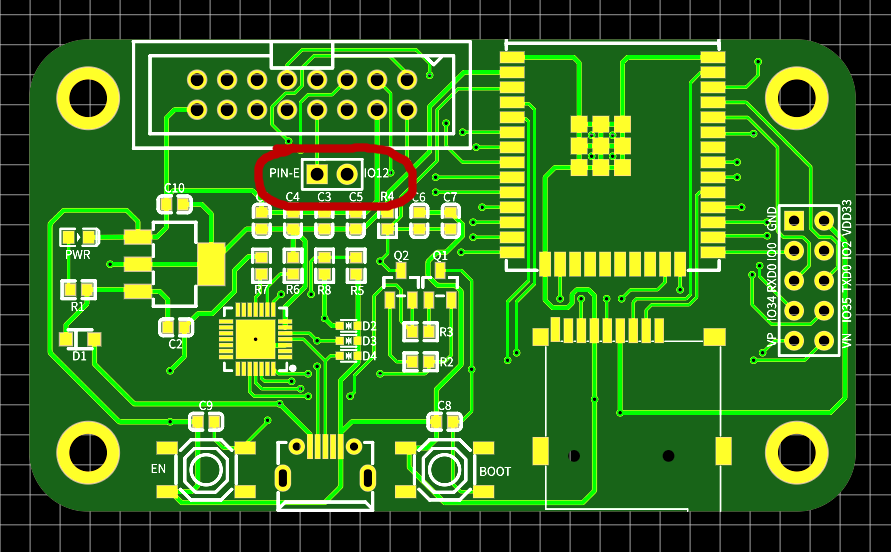 PIN-E IO12
C10
C4 C3 C5 R4 C6 C7
GND VDD33
PWR
Q2 Q1
IO0 IO2
R7 R6 R8 R5
RXD0 TXD0
R1
IO34 IO35
D2
R3
C2
D3
VP VN
D1
D4
R2
C9 C8
EN
BOOT